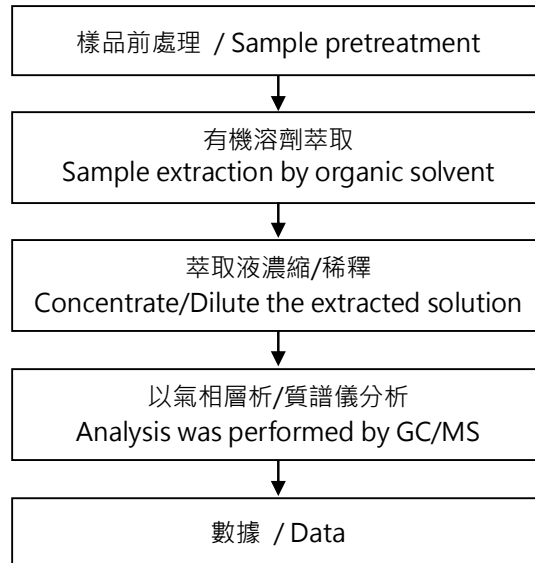 樣品前處理 / Sample pretreatment
有機溶劑萃取
Sample extraction by organic solvent
萃取液濃縮/稀釋
Concentrate/Dilute the extracted solution
以氣相層析/質譜儀分析
Analysis was performed by GC/MS
數據 / Data